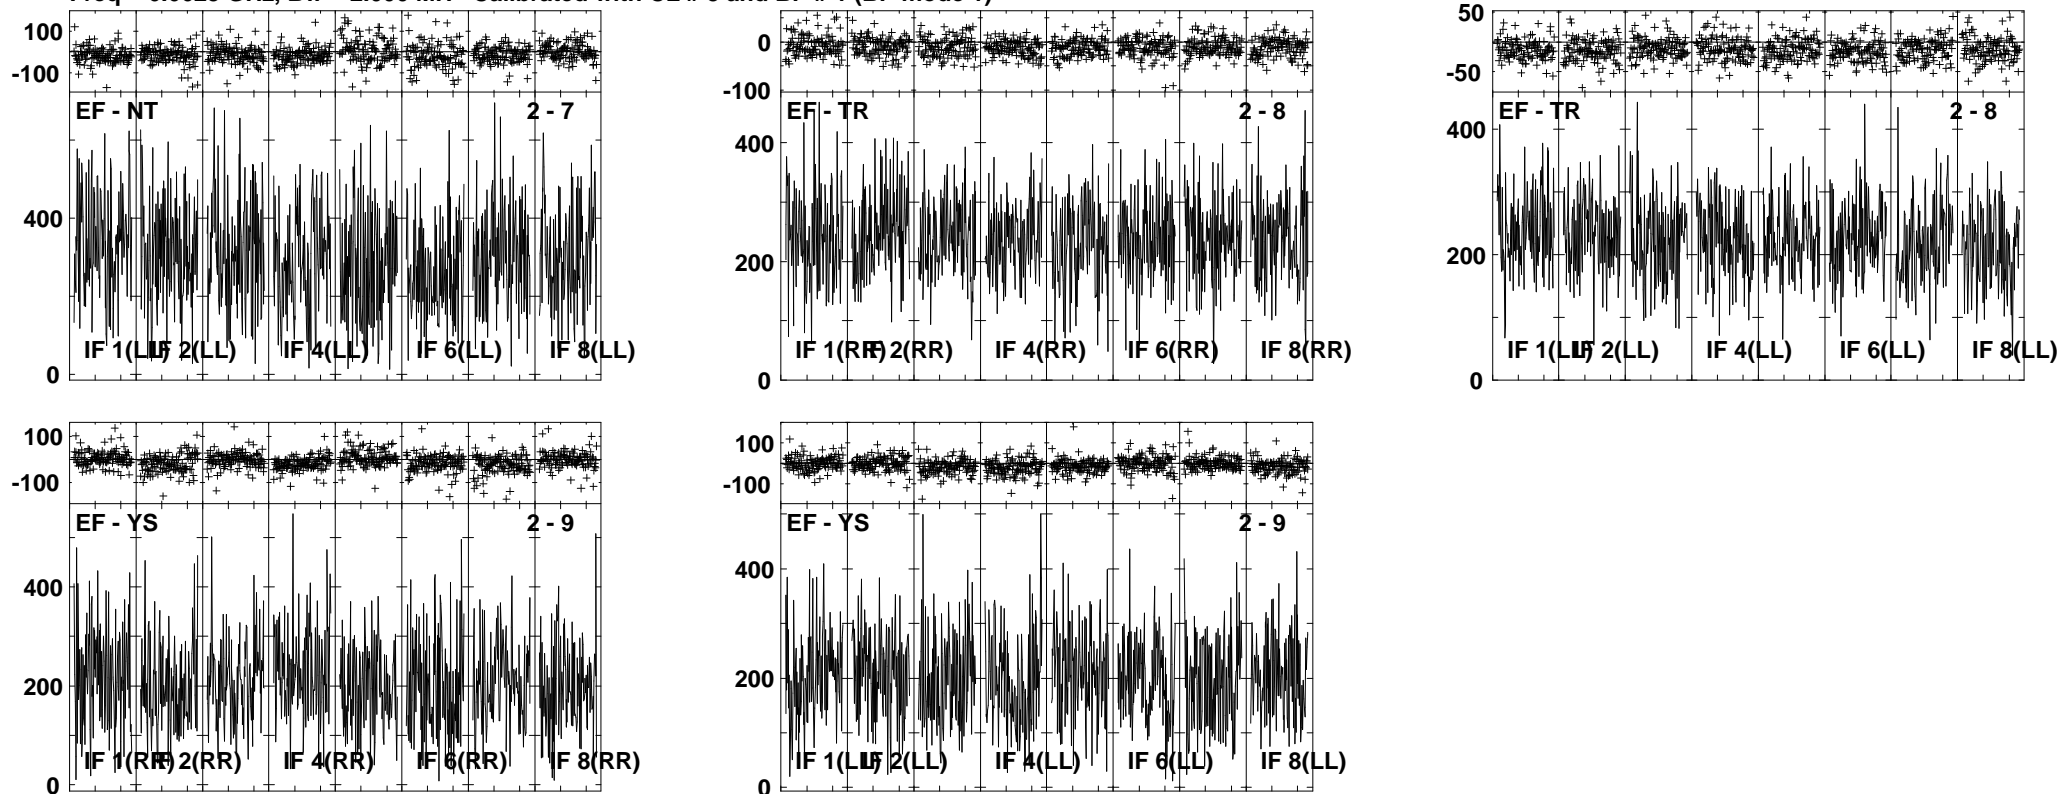 100
-100
EF - NT 2 - 7
400
0
IF 1(LL) IF 2(LL) IF 4(LL) IF 6(LL) IF 8(LL)
0
-100
EF - TR 2 - 8
400
200
0
IF 1(RR) IF 2(RR) IF 4(RR) IF 6(RR) IF 8(RR)
50
-50
EF - TR 2 - 8
400
200
0
IF 1(LL) IF 2(LL) IF 4(LL) IF 6(LL) IF 8(LL)
100
-100
EF - YS 2 - 9
400
200
0
IF 1(RR) IF 2(RR) IF 4(RR) IF 6(RR) IF 8(RR)
100
-100
EF - YS 2 - 9
400
200
0
IF 1(LL) IF 2(LL) IF 4(LL) IF 6(LL) IF 8(LL)